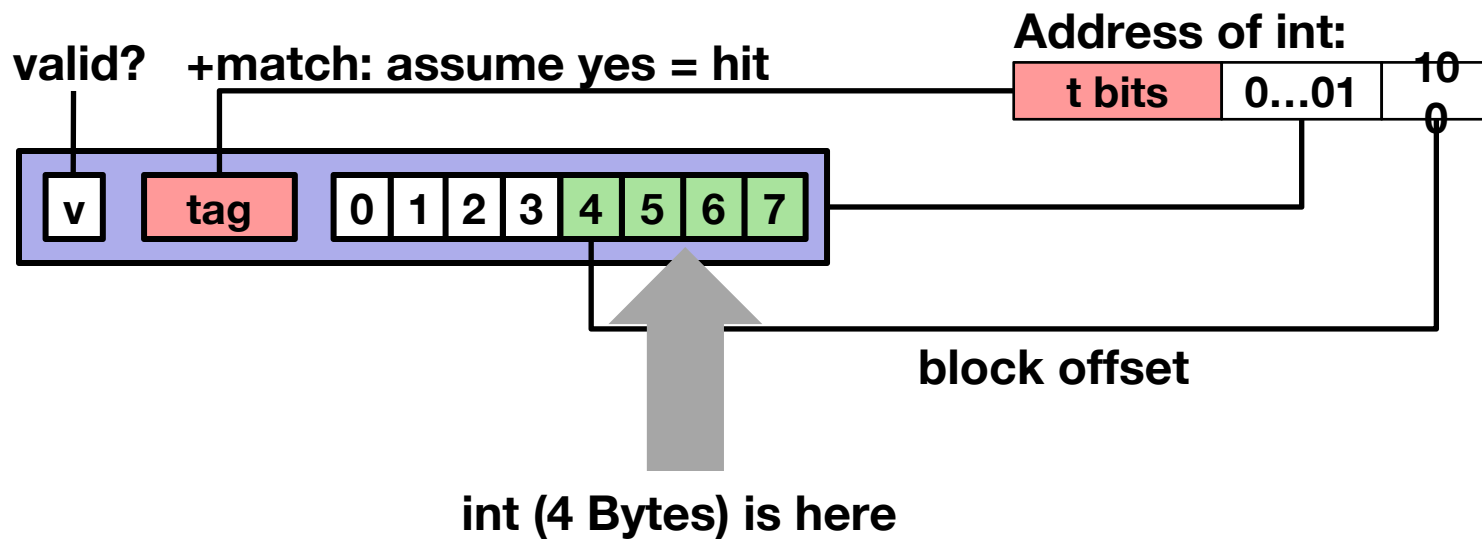 Address of int:
valid? +match: assume yes = hit
t bits 0...01 10
0
v tag 0 1 2 3 4 5 6 7
block offset
int (4 Bytes) is here